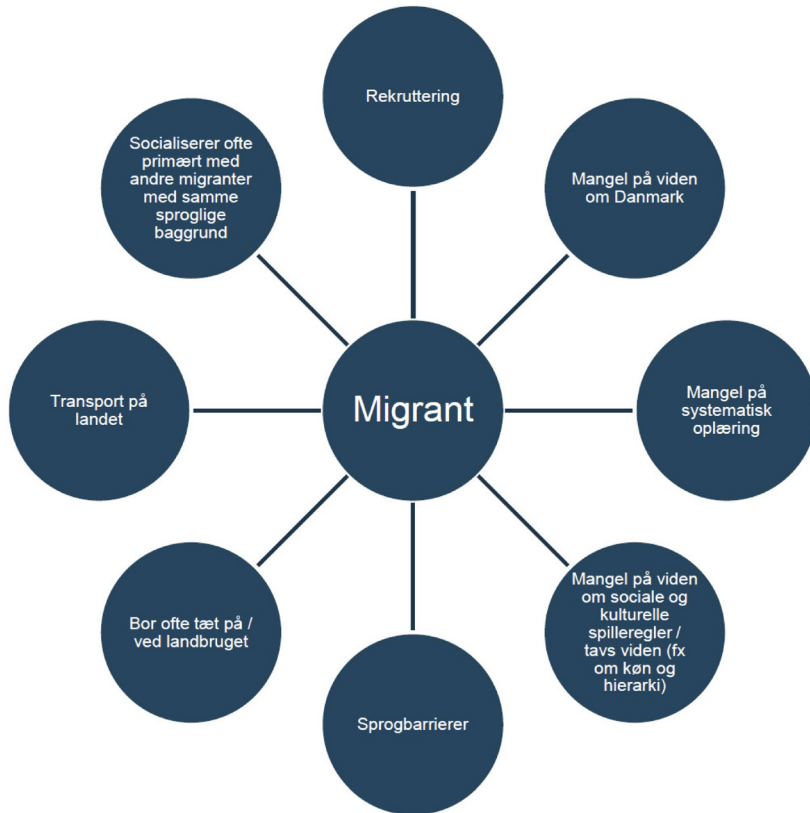 Rekruttering
Mangel på viden
om Danmark
Mangel på
systematisk
oplæring
Mangel på viden
om sociale og
kulturelle
spilleregler /
tavs viden (fx
om køn og
hierarki)
Sprogbarrierer
Bor ofte tæt på /
ved landbruget
Transport på
landet
Socialiserer ofte
primært med
andre migranter
med samme
sproglige
baggrund
Migrant